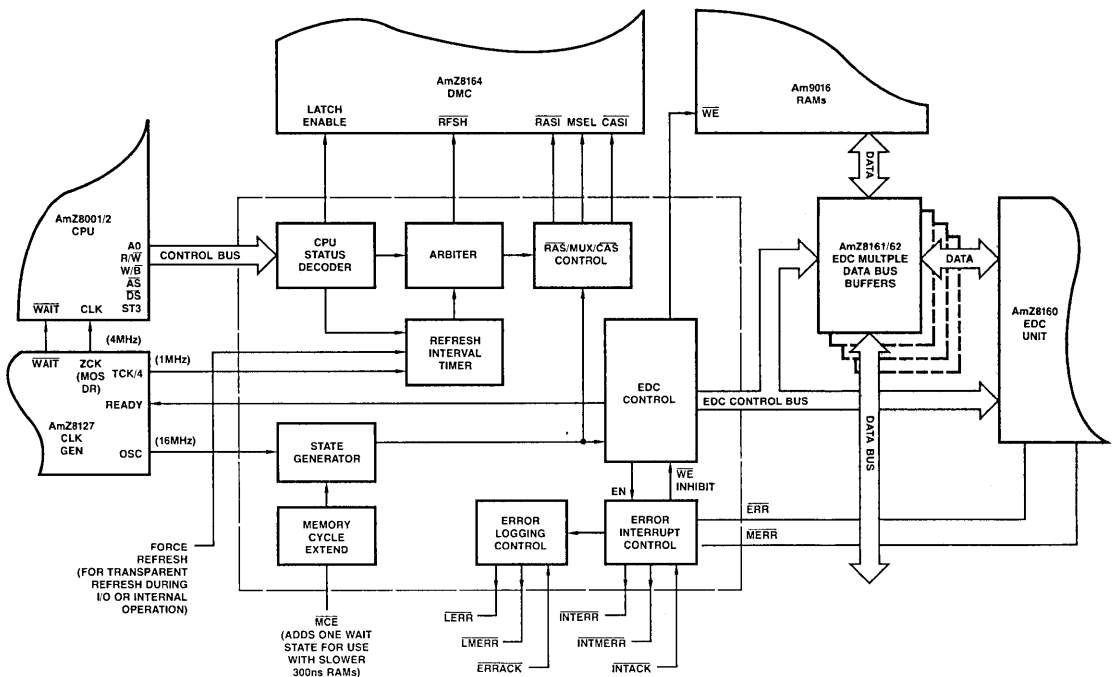 AmZ8164
DMC
LATCH
ENABLE
RFSH
RASI MSEL CASI
Am9016
RAMs
WE
DATA
AmZ8001/2
CPU
A0
R/W
W/B
AS
DS
ST3
WAIT
CLK
CONTROL BUS
CPU
STATUS
DECODER
ARBITER
RAS/MUX/CAS
CONTROL
AmZ8161/62
EDC MULTPLE
DATA BUS
BUFFERS
DATA
AmZ8160
EDC
UNIT
(4MHz)
WAIT
ZCK
(MOS
DR)
TCK/4
(1MHz)
READY
AmZ8127
CLK
GEN
OSC
(16MHz)
REFRESH
INTERVAL
TIMER
EDC
CONTROL
EDC CONTROL BUS
DATA BUS
STATE
GENERATOR
EN
WE
INHIBIT
MEMORY
CYCLE
EXTEND
ERROR
LOGGING
CONTROL
ERROR
INTERRUPT
CONTROL
ERR
MERR
FORCE
REFRESH
(FOR TRANSPARENT
REFRESH DURING
I/O OR INTERNAL
OPERATION)
MCE
(ADDS ONE WAIT
STATE FOR USE
WITH SLOWER
300ns RAMs)
LERR
LMERR
ERRACK
INTERR
INTMERR
INTACK